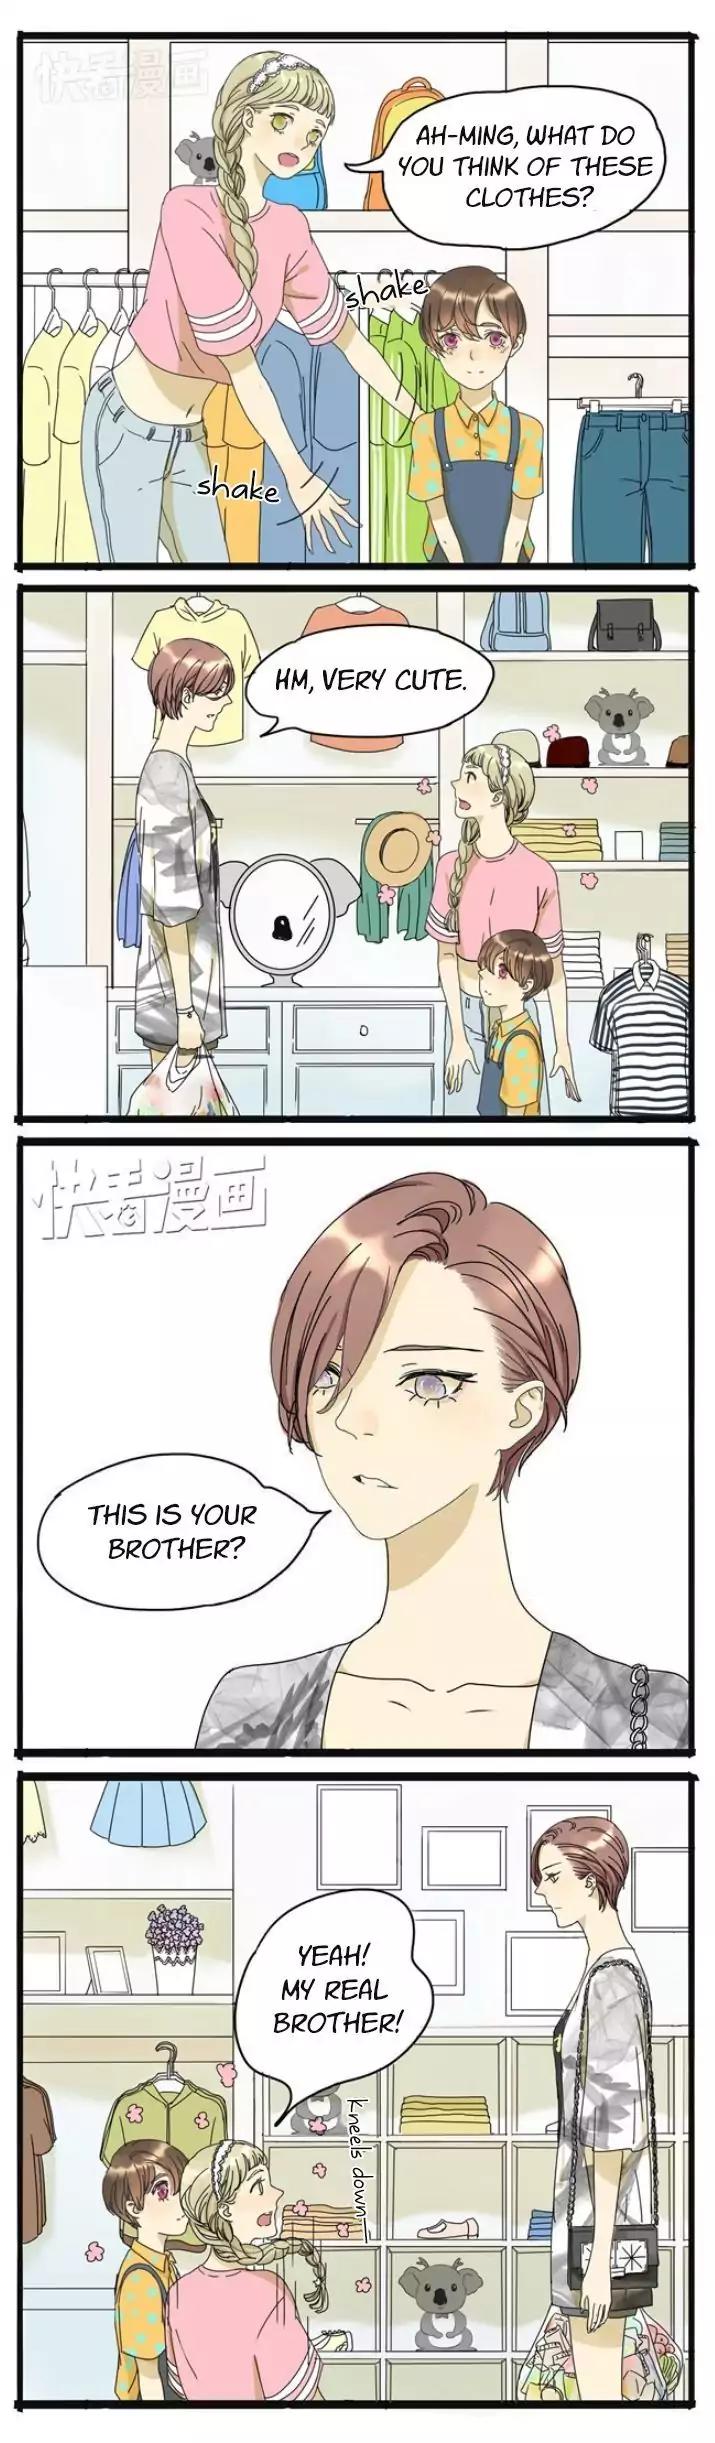 快看漫画
AH-MING, WHAT DO
YOU THINK OF THESE
CLOTHES?
shake
shake
HM, VERY CUTE.
快看漫画
THIS IS YOUR
BROTHER?
YEAH!
MY REAL
BROTHER!
Kneels down—